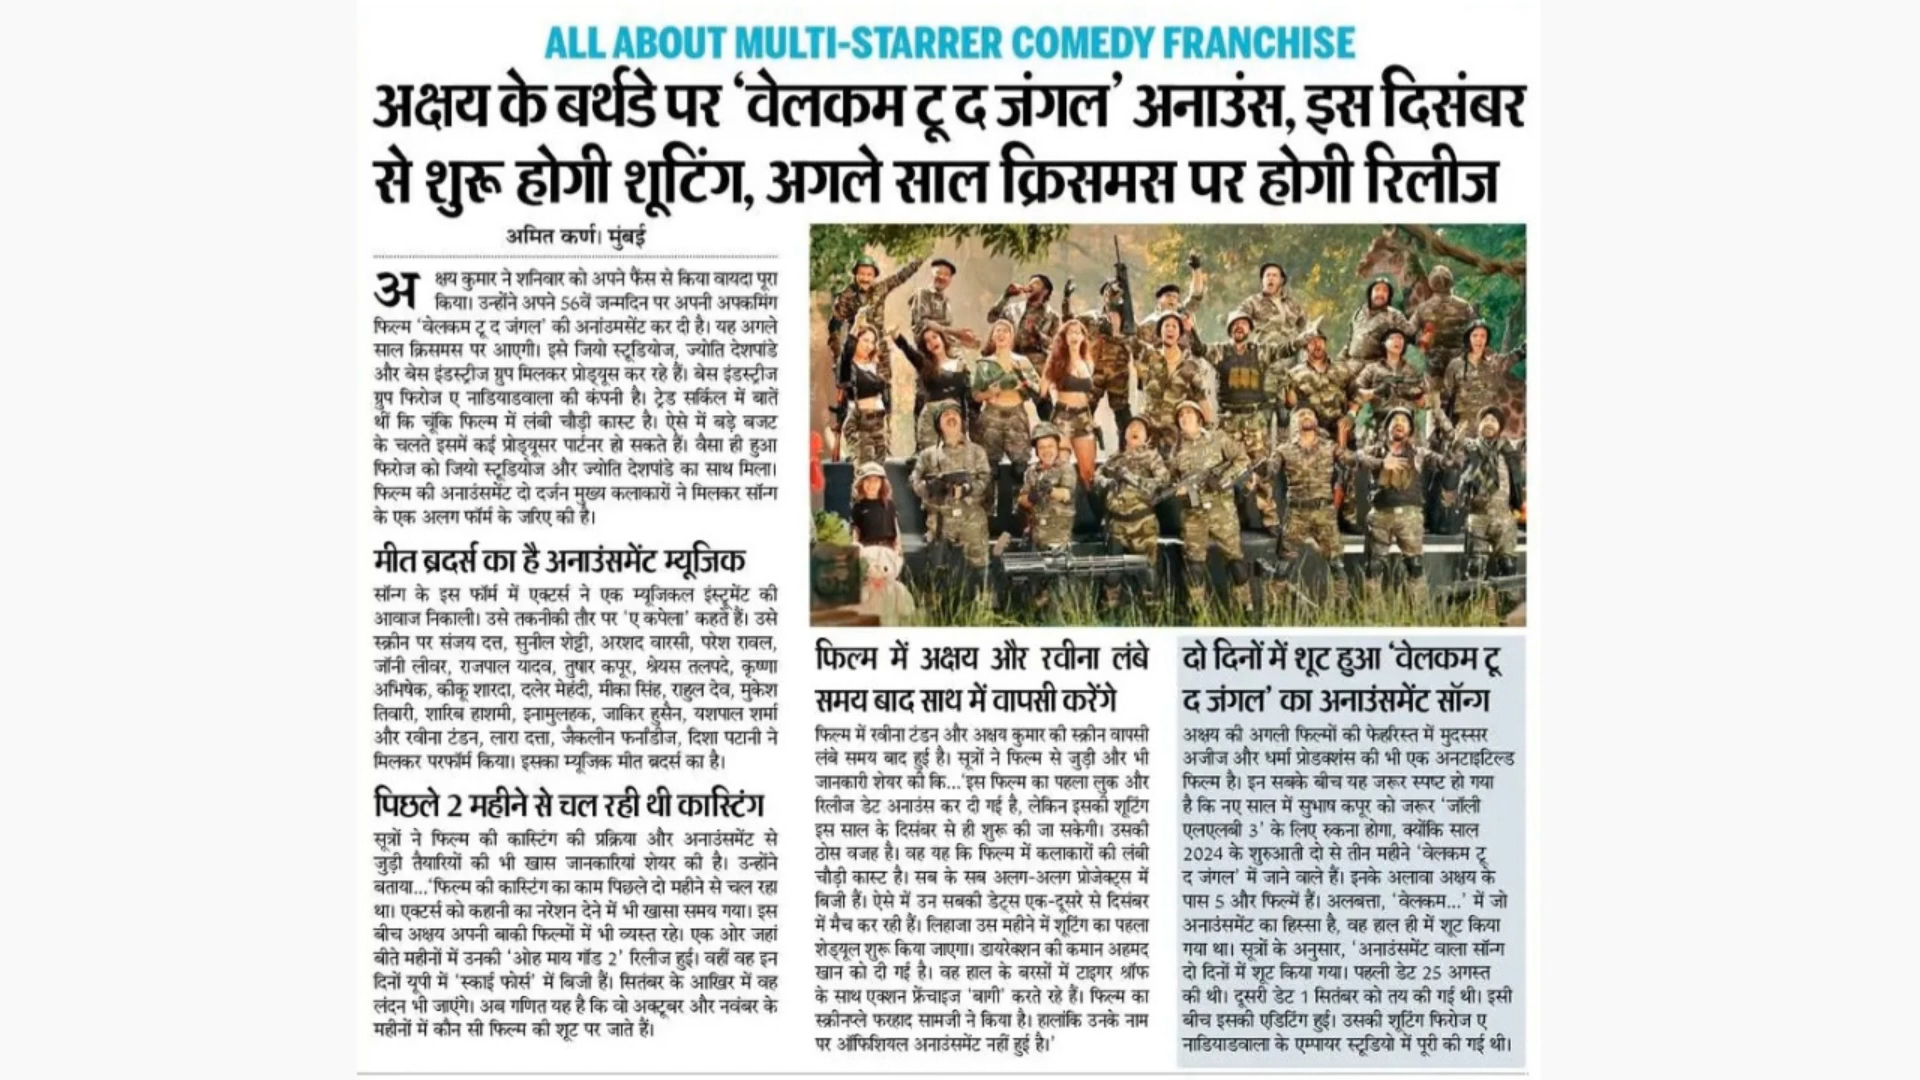 ALL ABOUT MULTI-STARRER COMEDY FRANCHISE
अक्षय के बर्थडे पर ‘वेलकम टू द जंगल’ अनाउंस, इस दिसंबर
से शुरू होगी शूटिंग, अगले साल क्रिसमस पर होगी रिलीज
अमित कर्ण। मुंबई
अक्षय कुमार ने शनिवार को अपने फैंस से किया वायदा पूरा
किया। उन्होंने अपने 56वें जन्मदिन पर अपनी अपकमिंग
फिल्म ‘वेलकम टू द जंगल’ की अनांउमसेंट कर दी है। यह अगले
साल क्रिसमस पर आएगी। इसे जियो स्टूडियोज, ज्योति देशपांडे
और बेस इंडस्ट्रीज ग्रुप मिलकर प्रोड्यूस कर रहे हैं। बेस इंडस्ट्रीज
ग्रुप फिरोज ए नाडियाडवाला की कंपनी है। ट्रेड सर्किल में बातें
थीं कि चूंकि फिल्म में लंबी चौड़ी कास्ट है। ऐसे में बड़े बजट
के चलते इसमें कई प्रोड्यूसर पार्टनर हो सकते हैं। वैसा ही हुआ
फिरोज को जियो स्टूडियोज और ज्योति देशपांडे का साथ मिला।
फिल्म की अनाउंसमेंट दो दर्जन मुख्य कलाकारों ने मिलकर सॉन्ग
के एक अलग फॉर्म के जरिए की है।
मीत ब्रदर्स का है अनाउंसमेंट म्यूजिक
सॉन्ग के इस फॉर्म में एक्टर्स ने एक म्यूजिकल इंस्ट्रूमेंट की
आवाज निकाली। उसे तकनीकी तौर पर ‘ए कपेला’ कहते हैं। उसे
स्क्रीन पर संजय दत्त, सुनील शेट्टी, अरशद वारसी, परेश रावल,
जॉनी लीवर, राजपाल यादव, तुषार कपूर, श्रेयस तलपदे, कृष्णा
अभिषेक, कीकू शारदा, दलेर मेहंदी, मीका सिंह, राहुल देव, मुकेश
तिवारी, शारिब हाशमी, इनामुलहक, जाकिर हुसैन, यशपाल शर्मा
और रवीना टंडन, लारा दत्ता, जैकलीन फर्नांडीज, दिशा पटानी ने
मिलकर परफॉर्म किया। इसका म्यूजिक मीत ब्रदर्स का है।
पिछले 2 महीने से चल रही थी कास्टिंग
सूत्रों ने फिल्म की कास्टिंग की प्रक्रिया और अनाउंसमेंट से
जुड़ी तैयारियों की भी खास जानकारियां शेयर की है। उन्होंने
बताया...‘फिल्म की कास्टिंग का काम पिछले दो महीने से चल रहा
था। एक्टर्स को कहानी का नरेशन देने में भी खासा समय गया। इस
बीच अक्षय अपनी बाकी फिल्मों में भी व्यस्त रहे। एक ओर जहां
बीते महीनों में उनकी ‘ओह माय गॉड 2’ रिलीज हुई। वहीं वह इन
दिनों यूपी में ‘स्काई फोर्स’ में बिजी हैं। सितंबर के आखिर में वह
लंदन भी जाएंगे। अब गणित यह है कि वो अक्टूबर और नवंबर के
महीनों में कौन सी फिल्म की शूट पर जाते हैं।
फिल्म में अक्षय और रवीना लंबे
समय बाद साथ में वापसी करेंगे
फिल्म में रवीना टंडन और अक्षय कुमार की स्क्रीन वापसी
लंबे समय बाद हुई है। सूत्रों ने फिल्म से जुड़ी और भी
जानकारी शेयर की कि...‘इस फिल्म का पहला लुक और
रिलीज डेट अनाउंस कर दी गई है, लेकिन इसकी शूटिंग
इस साल के दिसंबर से ही शुरू की जा सकेगी। उसकी
ठोस वजह है। वह यह कि फिल्म में कलाकारों की लंबी
चौड़ी कास्ट है। सब के सब अलग-अलग प्रोजेक्ट्स में
बिजी हैं। ऐसे में उन सबकी डेट्स एक-दूसरे से दिसंबर
में मैच कर रही हैं। लिहाजा उस महीने में शूटिंग का पहला
शेड्यूल शुरू किया जाएगा। डायरेक्शन की कमान अहमद
खान को दी गई है। वह हाल के बरसों में टाइगर श्रॉफ
के साथ एक्शन फ्रेंचाइज ‘बागी’ करते रहे हैं। फिल्म का
स्क्रीनप्ले फरहाद सामजी ने किया है। हालांकि उनके नाम
पर ऑफिशियल अनाउंसमेंट नहीं हुई है।’
दो दिनों में शूट हुआ ‘वेलकम टू
द जंगल’ का अनाउंसमेंट सॉन्ग
अक्षय की अगली फिल्मों की फेहरिस्त में मुदस्सर
अजीज और धर्मा प्रोडक्शंस की भी एक अनटाइटिल्ड
फिल्म है। इन सबके बीच यह जरूर स्पष्ट हो गया
है कि नए साल में सुभाष कपूर को जरूर ‘जॉली
एलएलबी 3’ के लिए रुकना होगा, क्योंकि साल
2024 के शुरुआती दो से तीन महीने ‘वेलकम टू
द जंगल’ में जाने वाले हैं। इनके अलावा अक्षय के
पास 5 और फिल्में हैं। अलबत्ता, ‘वेलकम...’ में जो
अनाउंसमेंट का हिस्सा है, वह हाल ही में शूट किया
गया था। सूत्रों के अनुसार, ‘अनाउंसमेंट वाला सॉन्ग
दो दिनों में शूट किया गया। पहली डेट 25 अगस्त
की थी। दूसरी डेट 1 सितंबर को तय की गई थी। इसी
बीच इसकी एडिटिंग हुई। उसकी शूटिंग फिरोज ए
नाडियाडवाला के एम्पायर स्टूडियो में पूरी की गई थी।